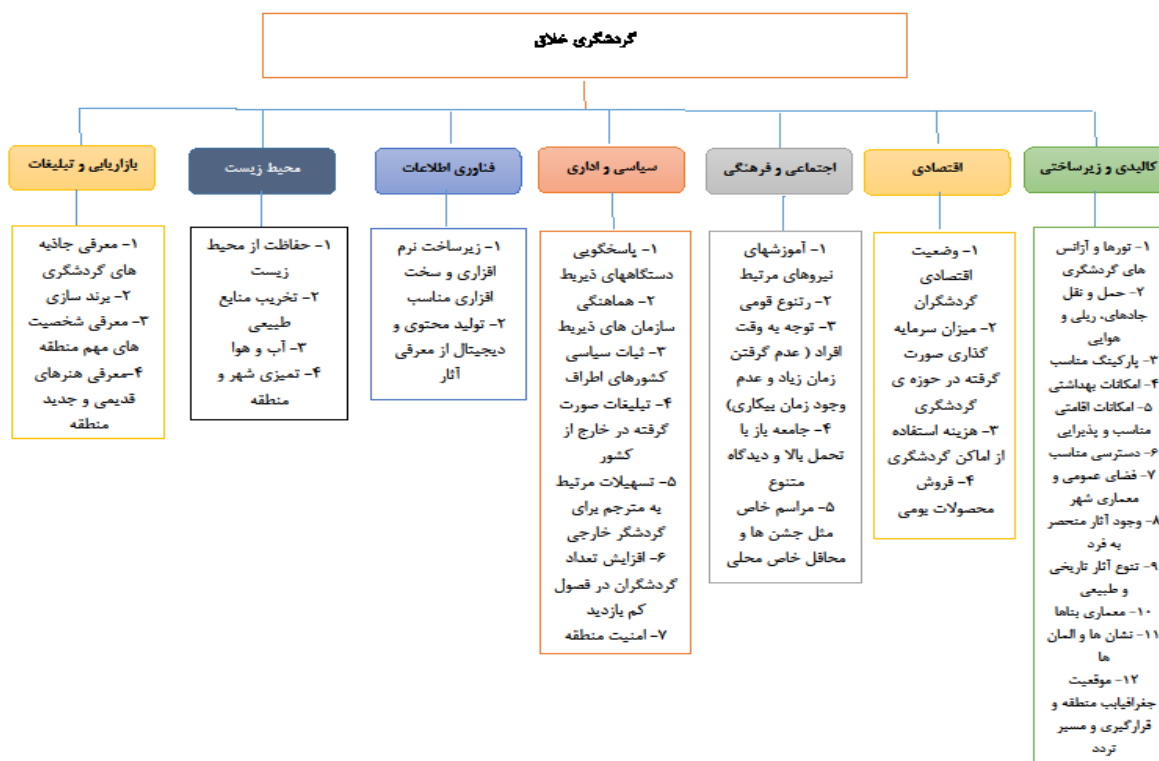 گردشگری خلاق
کالبدی و زیرساختی
۱- تورها و آژانس
های گردشگری
۲- حمل و نقل
جادهای، ریلی و
هوایی
۳- پارکینگ مناسب
۴- امکانات بهداشتی
۵- امکانات اقامتی
مناسب و پذیرایی
۶- دسترسی مناسب
۷- فضای عمومی و
معماری شهر
۸- وجود آثار منحصر
به فرد
۹- تنوع آثار تاریخی
و طبیعی
۱۰- معماری بناها
۱۱- نشان ها و المان
ها
۱۲- موقعیت
جغرافیایب منطقه و
قرارگیری و مسیر
تردد
اقتصادی
۱- وضعیت
اقتصادی
گردشگران
۲- میزان سرمایه
گذاری صورت
گرفته در حوزه ی
گردشگری
۳- هزینه استفاده
از اماکن گردشگری
۴- فروش
محصولات بومی
اجتماعی و فرهنگی
۱- آموزشهای
نیروهای مرتبط
۲- رتنوع قومی
۳- توجه به وقت
افراد ( عدم گرفتن
زمان زیاد و عدم
وجود زمان بیکاری)
۴- جامعه باز با
تحمل بالا و دیدگاه
متنوع
۵- مراسم خاص
مثل جشن ها و
محافل خاص محلی
سیاسی و اداری
۱- پاسخگویی
دستگاههای ذیربط
۲- هماهنگی
سازمان های ذیربط
۳- ثبات سیاسی
کشورهای اطراف
۴- تبلیغات صورت
گرفته در خارج از
کشور
۵- تسهیلات مرتبط
به مترجم برای
گردشگر خارجی
۶- افزایش تعداد
گردشگران در فصول
کم بازدید
۷- امنیت منطقه
فناوری اطلاعات
۱- زیرساخت نرم
افزاری و سخت
افزاری مناسب
۲- تولید محتوی و
دیجیتال از معرفی
آثار
محیط زیست
۱- حفاظت از محیط
زیست
۲- تخریب منابع
طبیعی
۳- آب و هوا
۴- تمیزی شهر و
منطقه
بازاریابی و تبلیغات
۱- معرفی جاذبه
های گردشگری
۲- برند سازی
۳- معرفی شخصیت
های مهم منطقه
۴-معرفی هنرهای
قدیمی و جدید
منطقه